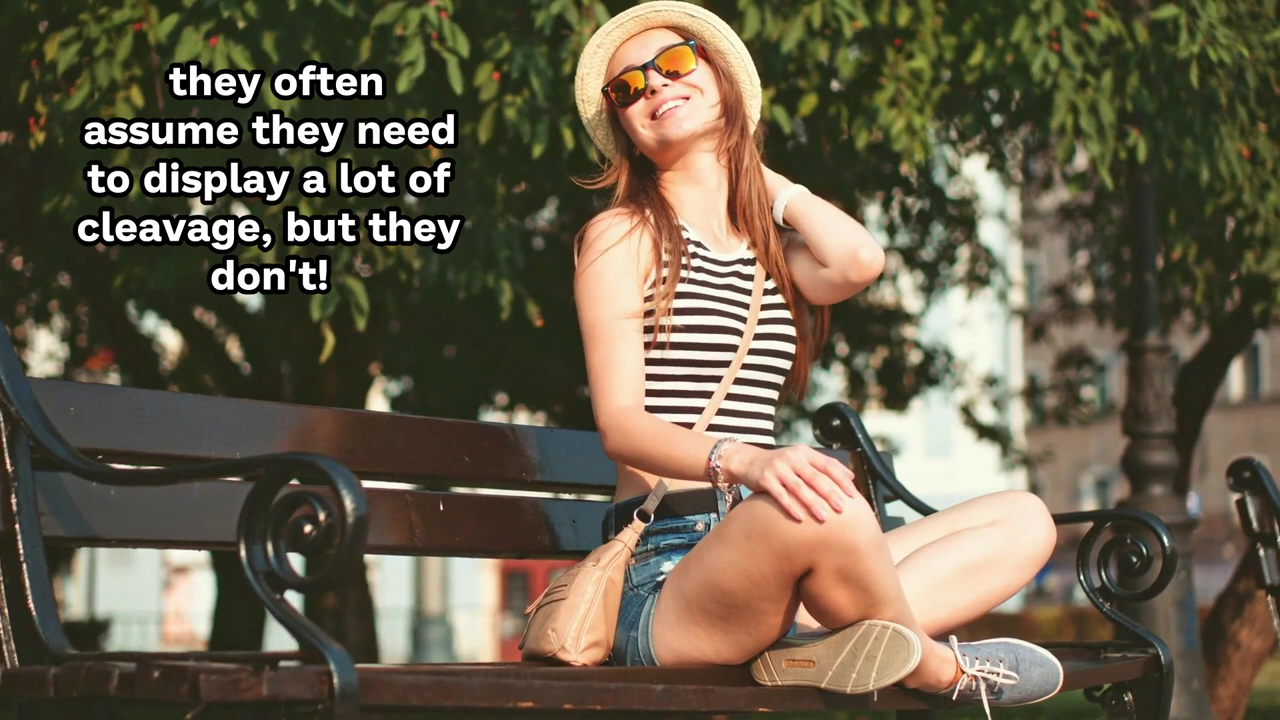 they often
assume they need
to display a lot of
cleavage, but they
don't!